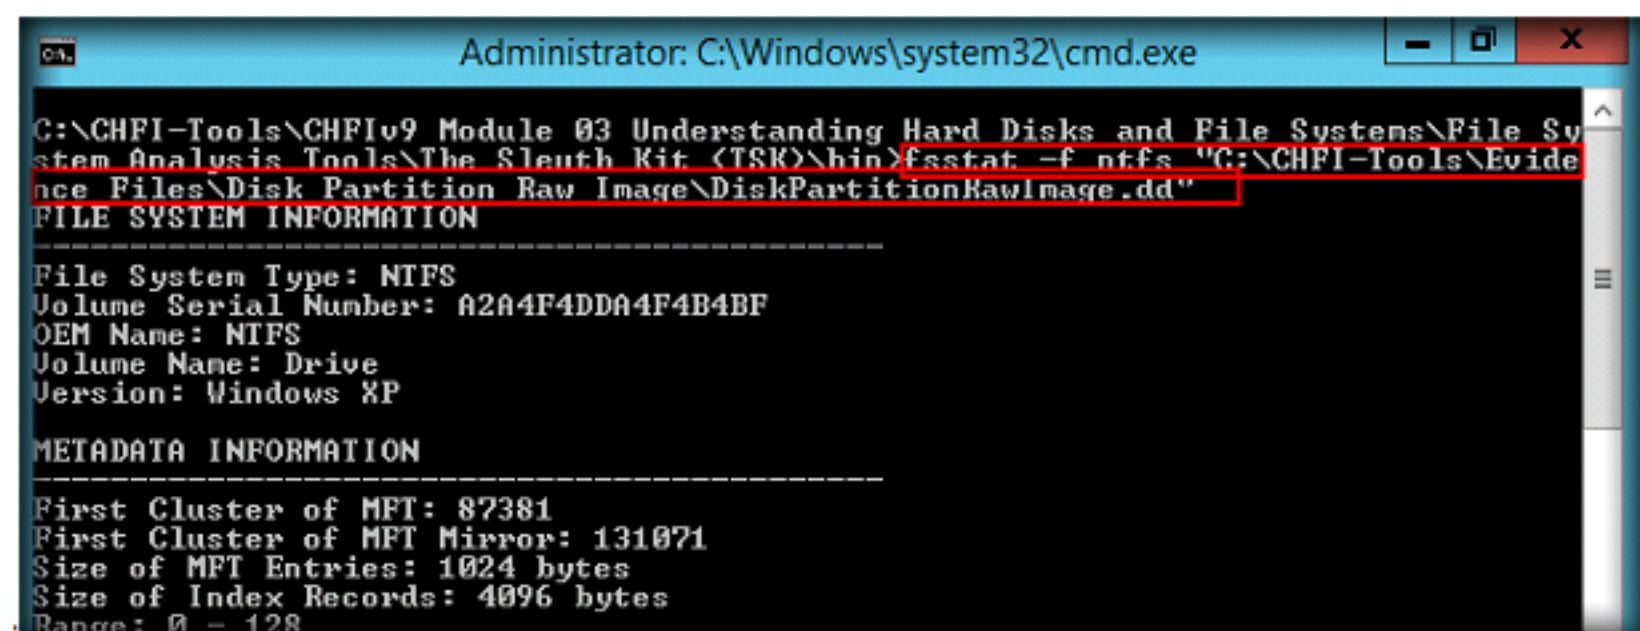 Administrator: C:\Windows\system32\cmd.exe
C:\CHFI-Tools\CHFIv9 Module 03 Understanding Hard Disks and File Systems\File Sy
stem Analysis Tools\The Sleuth Kit (TSK)\bin>fsstat -f ntfs "C:\CHFI-Tools\Evide
nce Files\Disk Partition Raw Image\DiskPartitionRawImage.dd"
FILE SYSTEM INFORMATION
--------------------------------------------
File System Type: NTFS
Volume Serial Number: A2A4F4DDA4F4B4BF
OEM Name: NTFS
Volume Name: Drive
Version: Windows XP
METADATA INFORMATION
--------------------------------------------
First Cluster of MFT: 87381
First Cluster of MFT Mirror: 131071
Size of MFT Entries: 1024 bytes
Size of Index Records: 4096 bytes
Range: 0 - 128